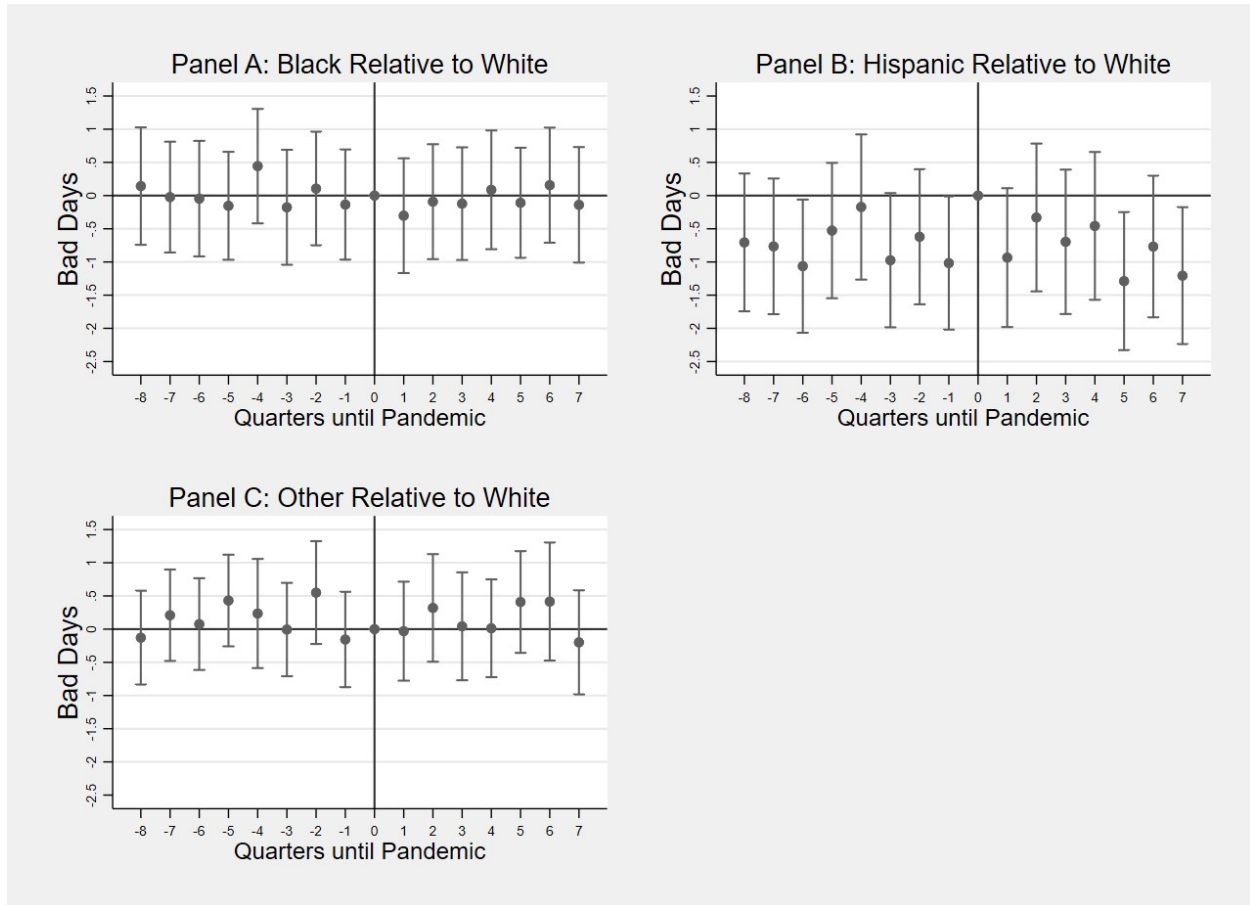 Panel A: Black Relative to White
Bad Days
1.5
1
.5
0
-.5
-1
-1.5
-2
-2.5
-8 -7 -6 -5 -4 -3 -2 -1 0 1 2 3 4 5 6 7
Quarters until Pandemic
Panel B: Hispanic Relative to White
Bad Days
1.5
1
.5
0
-.5
-1
-1.5
-2
-2.5
-8 -7 -6 -5 -4 -3 -2 -1 0 1 2 3 4 5 6 7
Quarters until Pandemic
Panel C: Other Relative to White
Bad Days
1.5
1
.5
0
-.5
-1
-1.5
-2
-2.5
-8 -7 -6 -5 -4 -3 -2 -1 0 1 2 3 4 5 6 7
Quarters until Pandemic